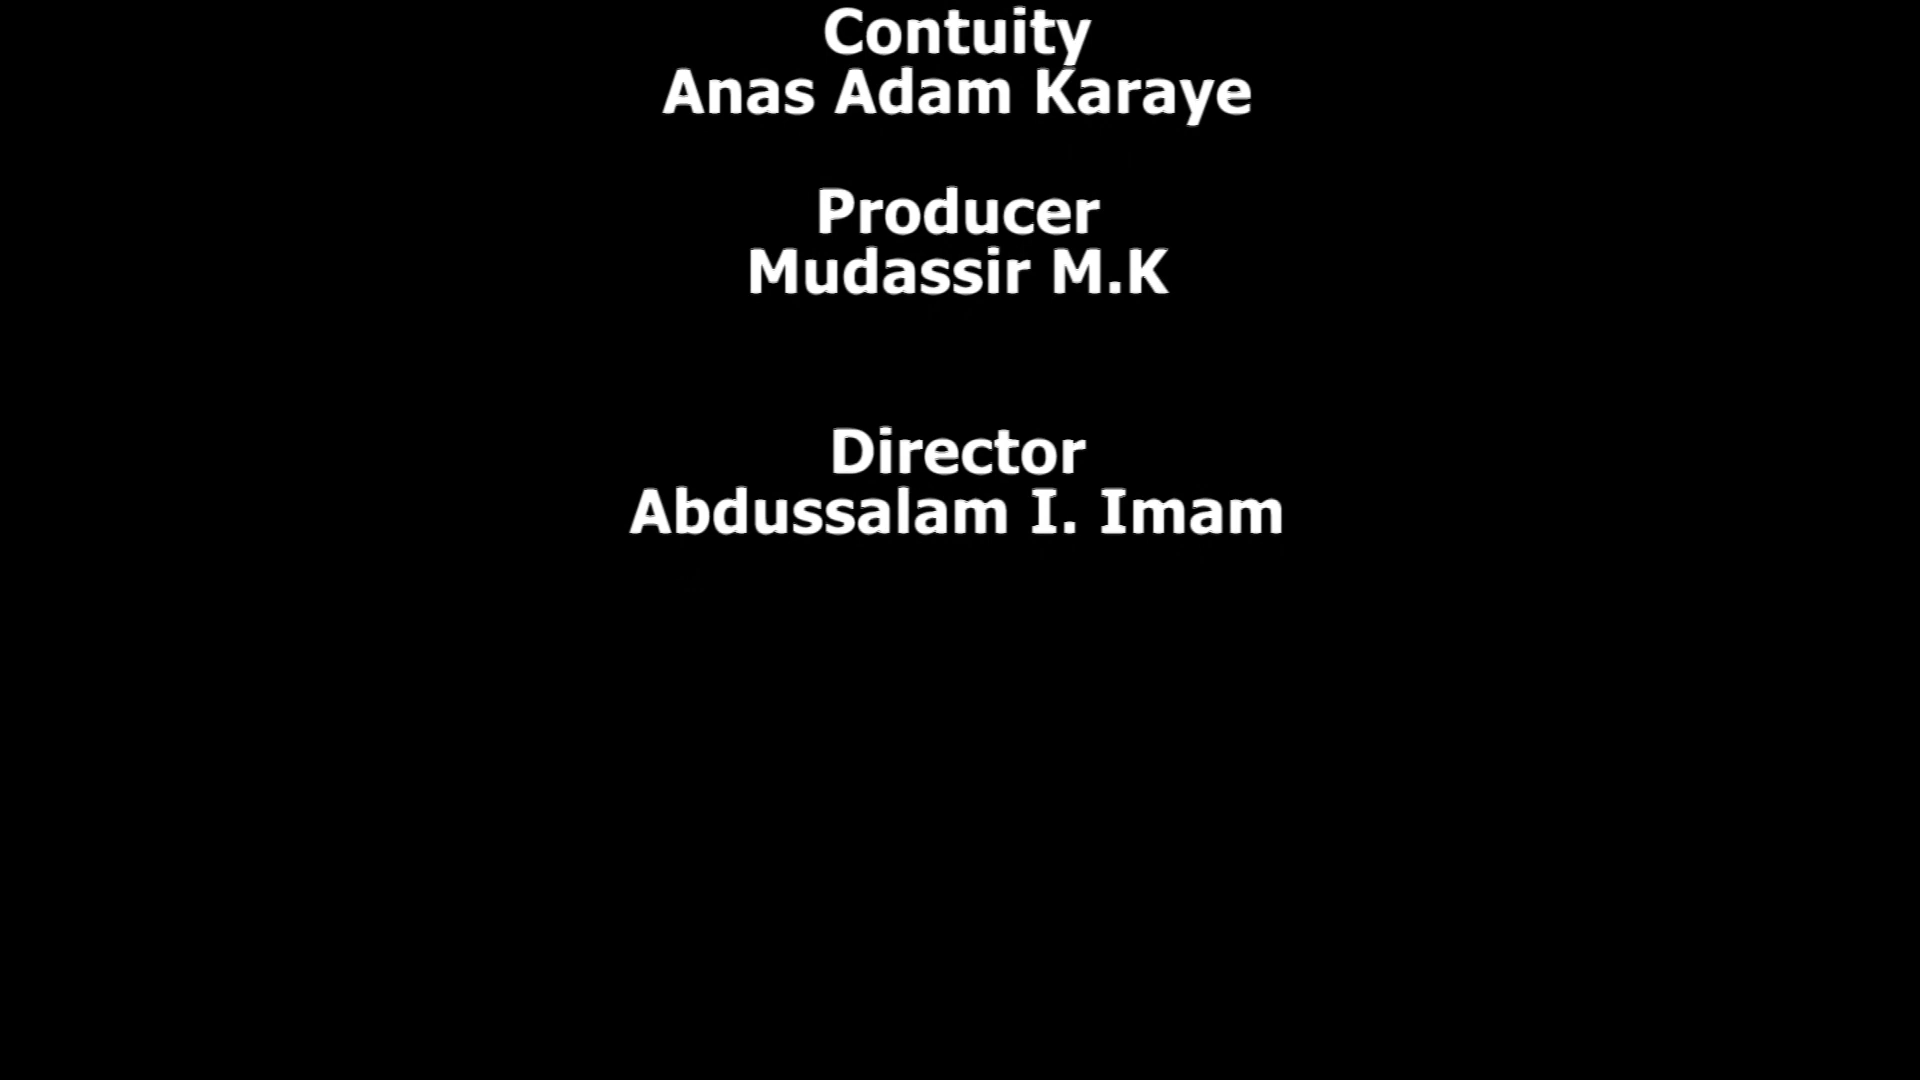 Contuity
Anas Adam Karaye
Producer
Mudassir M.K
Director
Abdussalam I. Imam